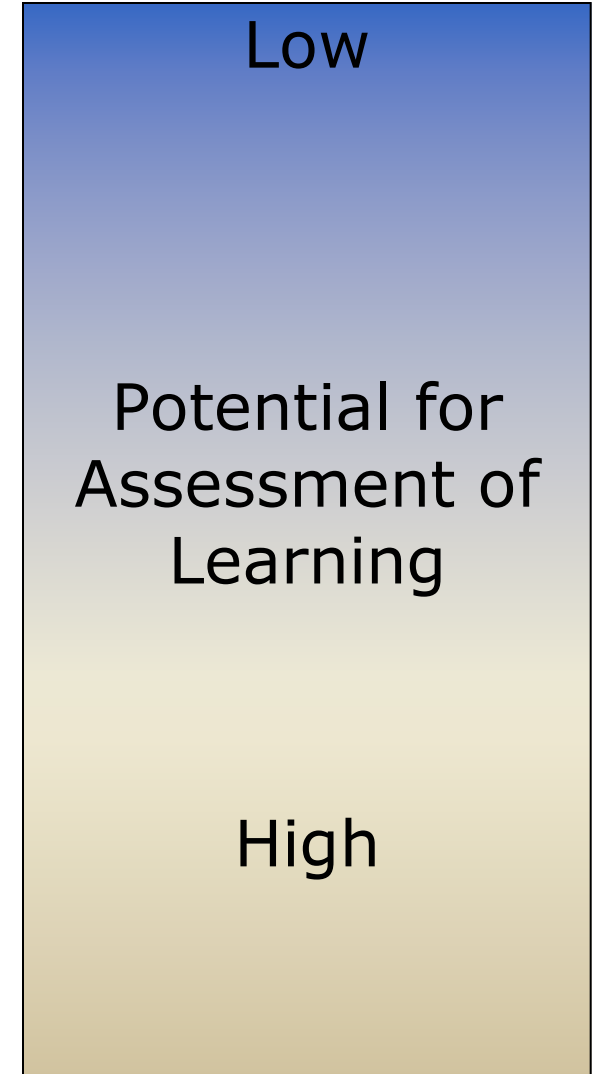 Low
Potential for
Assessment of
Learning
High